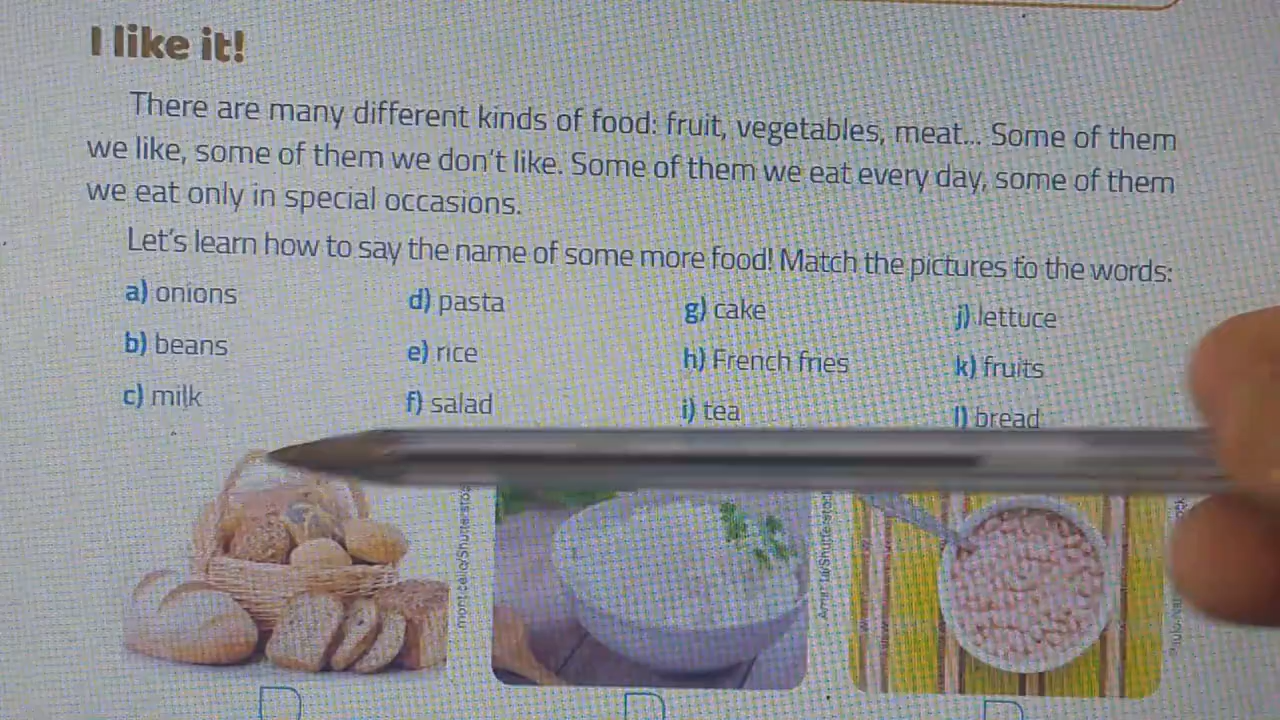 I like it!
There are many different kinds of food: fruit, vegetables, meat... Some of them
we like, some of them we don't like. Some of them we eat every day, some of them
we eat only in special occasions.
Let's learn how to say the name of some more food! Match the pictures to the words:
a) onions d) pasta g) cake j) lettuce
b) beans e) rice h) French fries k) fruits
c) milk f) salad i) tea l) bread